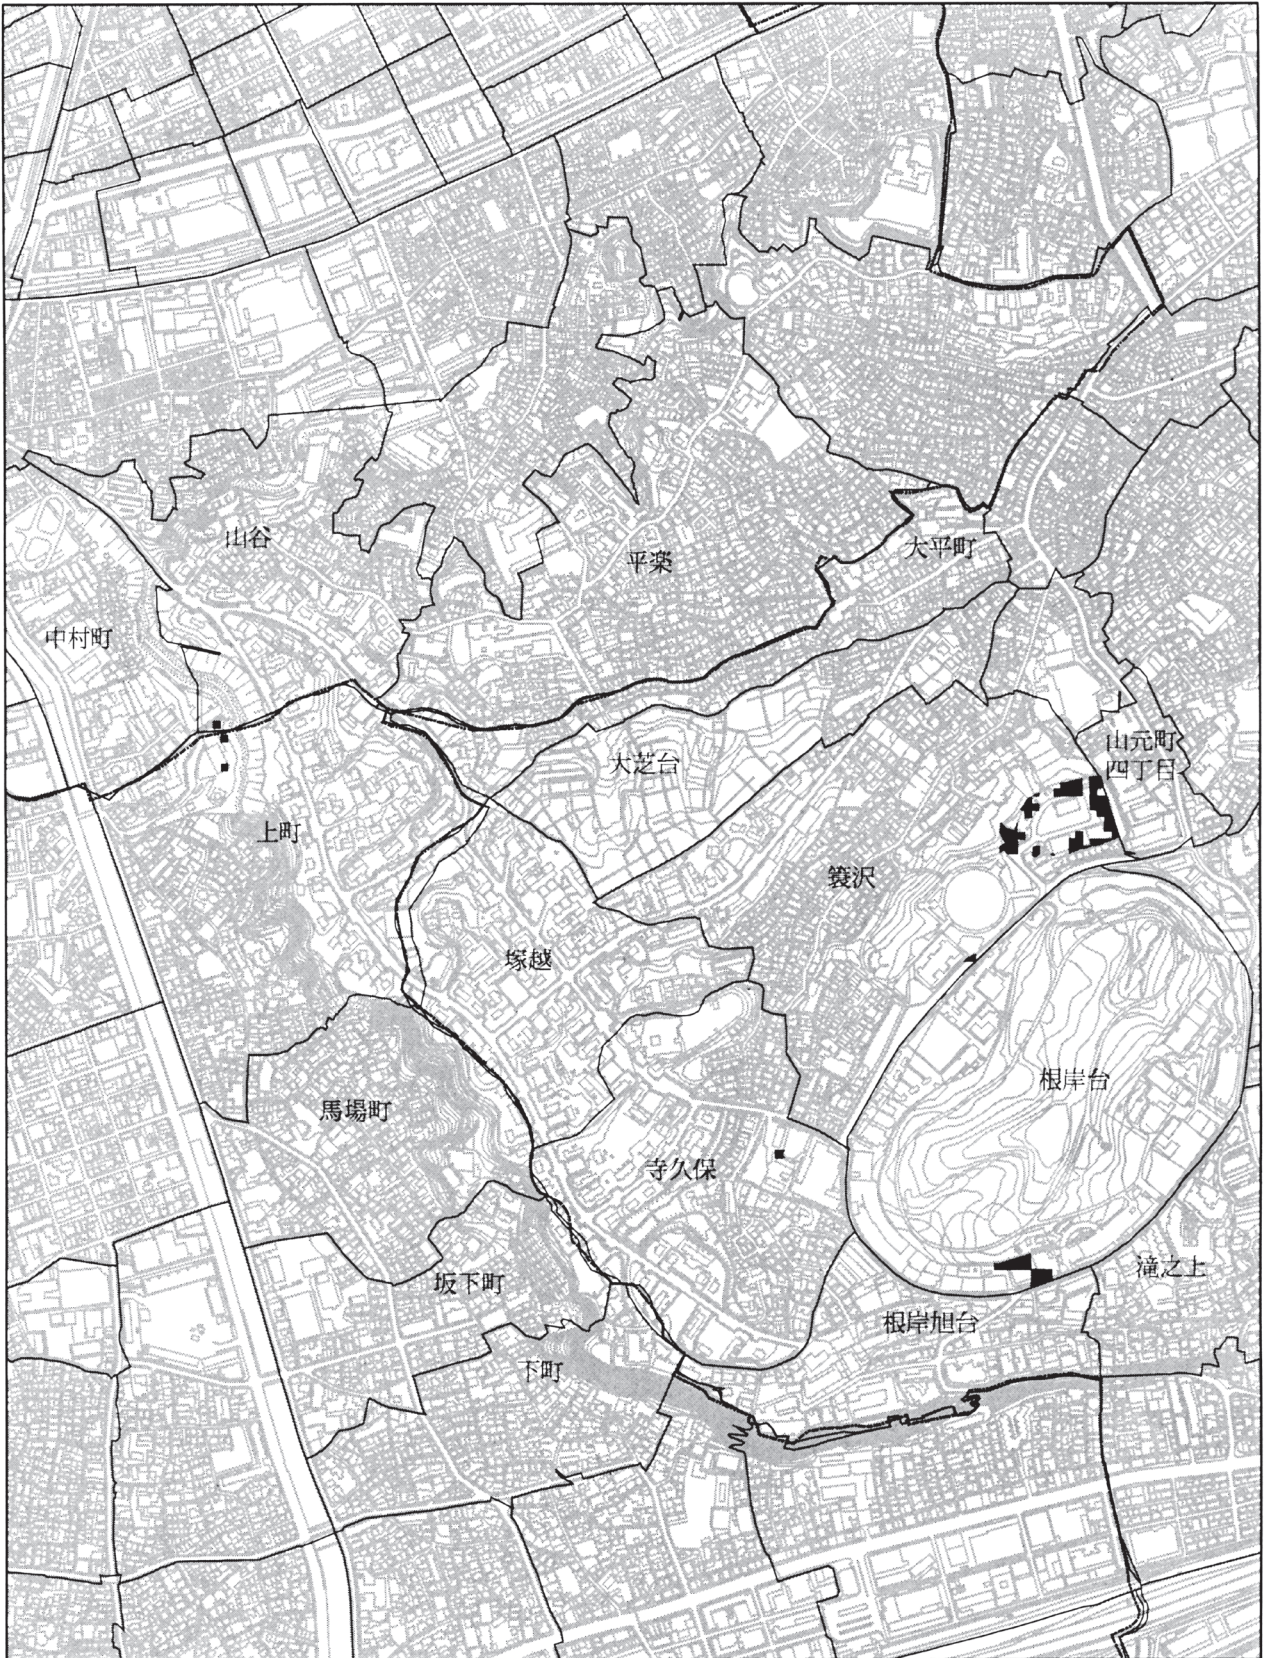 山谷
平楽
大平町
中村町
山元町
四丁目
大芝台
上町
簑沢
塚越
根岸台
馬場町
寺久保
滝之上
坂下町
根岸旭台
下町